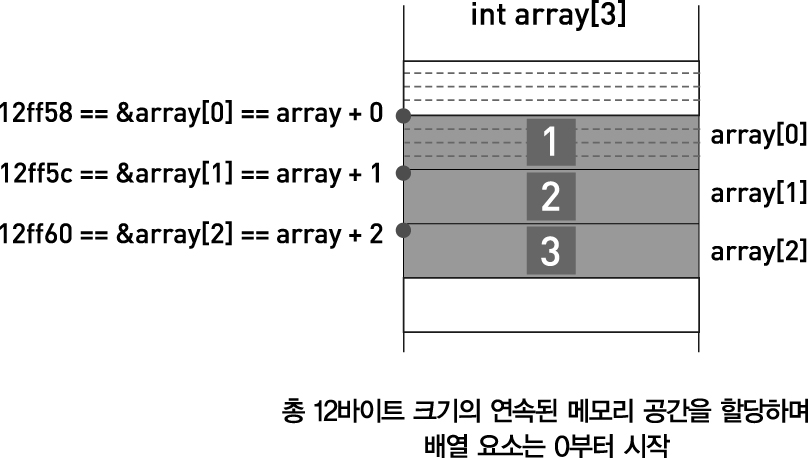 int array[3]
12ff58 == &array[0] == array + 0
1
array[0]
12ff5c == &array[1] == array + 1
2
array[1]
12ff60 == &array[2] == array + 2
3
array[2]
총 12바이트 크기의 연속된 메모리 공간을 할당하며
배열 요소는 0부터 시작